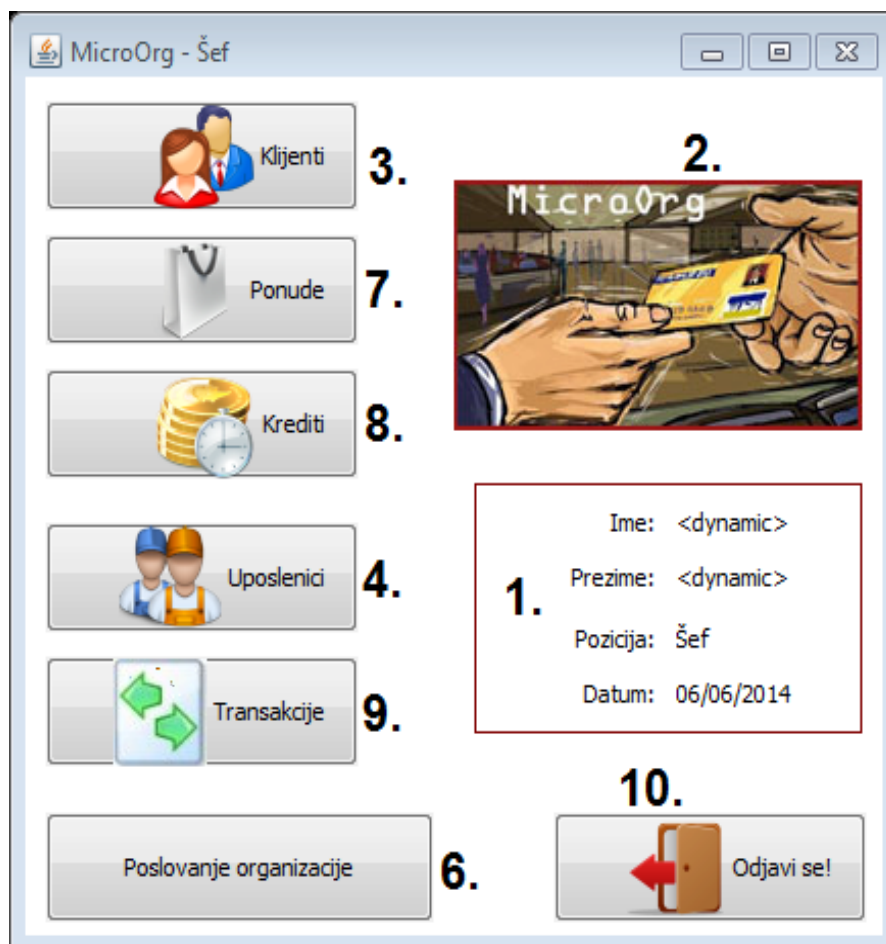 MicroOrg - Šef
Klijenti
3.
2.
MicroOrg
Ponude
7.
Krediti
8.
Ime: <dynamic>
Prezime: <dynamic>
1.
Pozicija: Šef
Datum: 06/06/2014
Uposlenici
4.
Transakcije
9.
10.
Poslovanje organizacije
6.
Odjavi se!